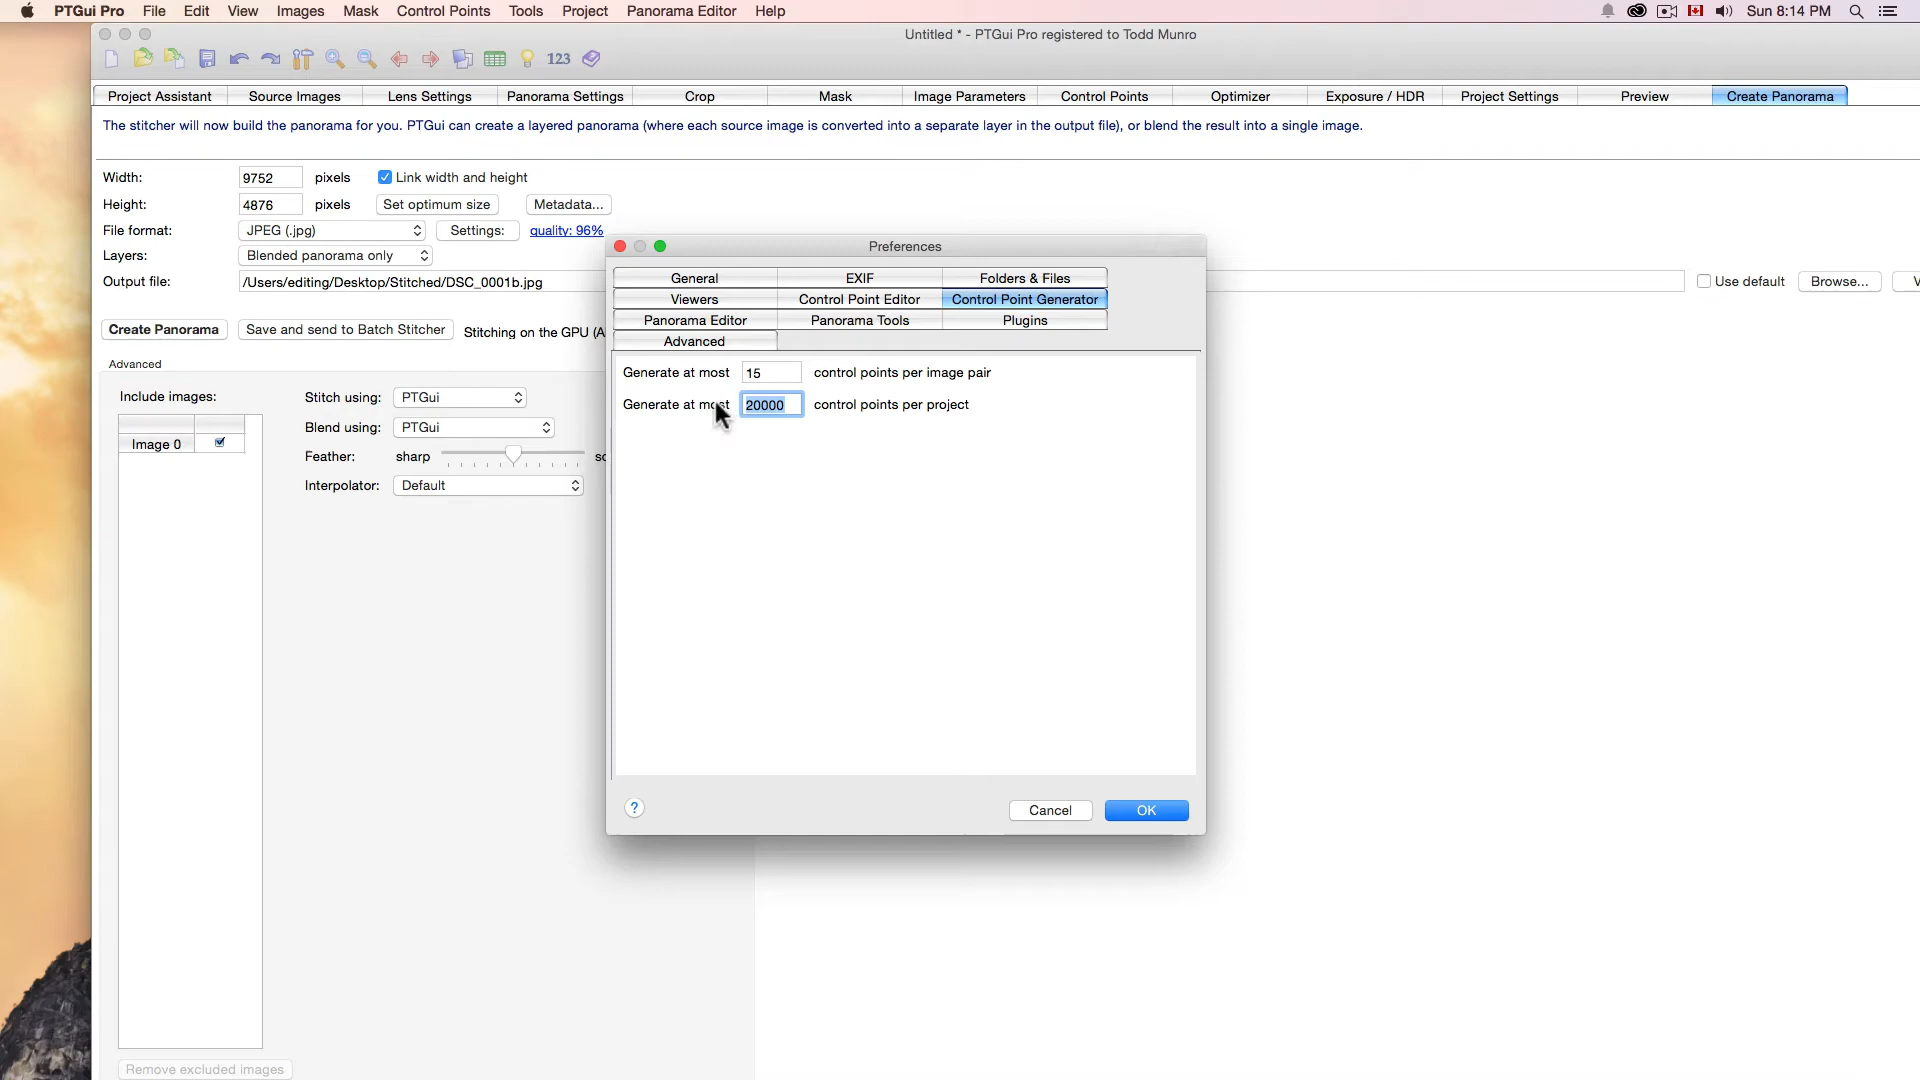 PTGui Pro File Edit View Images Mask Control Points Tools Project Panorama Editor Help Sun 8:14 PM
Untitled * - PTGui Pro registered to Todd Munro
123
Project Assistant Source Images Lens Settings Panorama Settings Crop Mask Image Parameters Control Points Optimizer Exposure / HDR Project Settings Preview Create Panorama
The stitcher will now build the panorama for you. PTGui can create a layered panorama (where each source image is converted into a separate layer in the output file), or blend the result into a single image.
Width: 9752 pixels Link width and height
Height: 4876 pixels Set optimum size Metadata...
File format: JPEG (.jpg) Settings: quality: 96%
Layers: Blended panorama only
Output file: /Users/editing/Desktop/Stitched/DSC_0001b.jpg Use default Browse... V
Create Panorama Save and send to Batch Stitcher Stitching on the GPU (A
Advanced
Include images:
Image 0
Stitch using: PTGui
Blend using: PTGui
Feather: sharp so
Interpolator: Default
Remove excluded images
Preferences
General EXIF Folders & Files
Viewers Control Point Editor Control Point Generator
Panorama Editor Panorama Tools Plugins
Advanced
Generate at most 15 control points per image pair
Generate at most 20000 control points per project
? Cancel OK